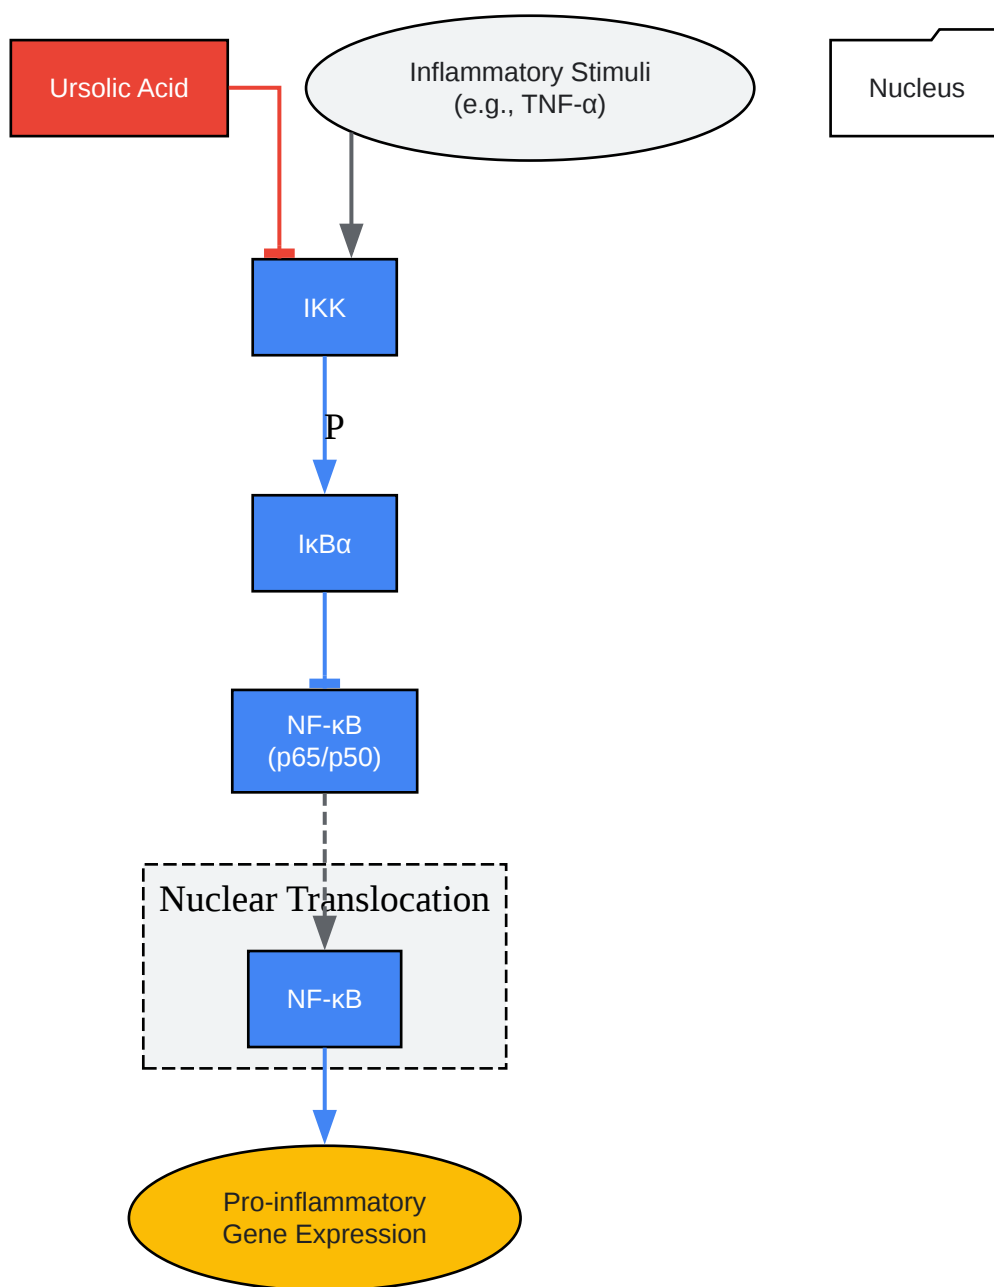 Ursolic Acid
Inflammatory Stimuli
(e.g., TNF-α)
Nucleus
IKK
P
IκBα
NF-κB
(p65/p50)
Nuclear Translocation
NF-κB
Pro-inflammatory
Gene Expression